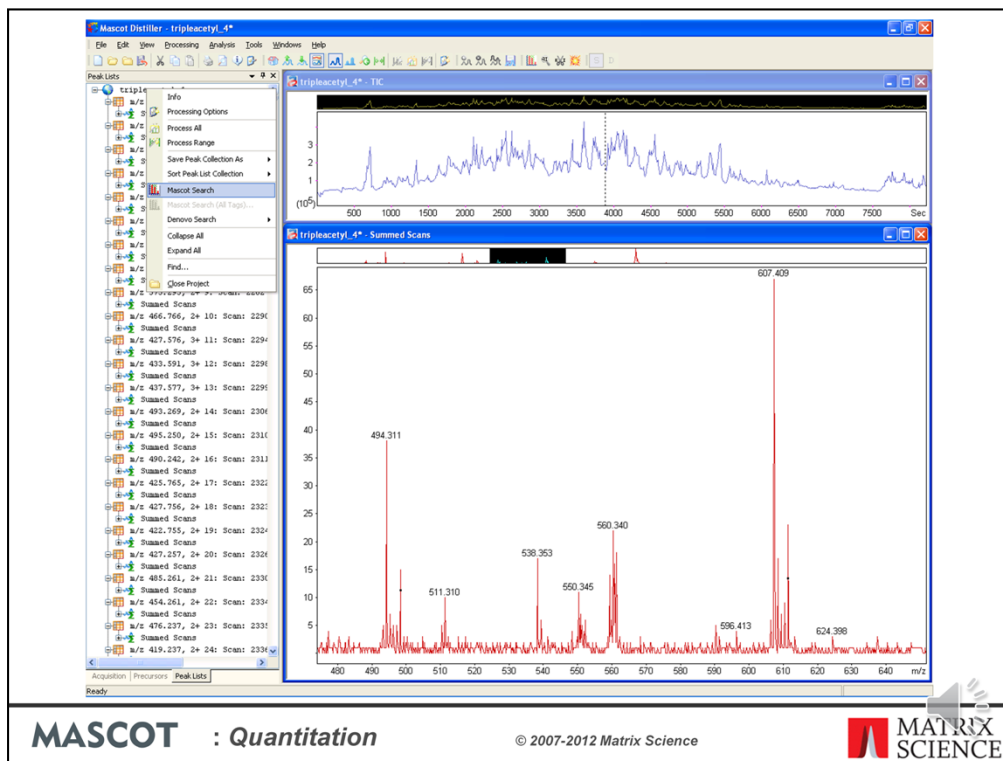 Mascot Distiller - tripleacetyl_4*
File Edit View Processing Analysis Tools Windows Help
Peak Lists
Info
Processing Options
Process All
Process Range
Save Peak Collection As
Sort Peak List Collection
Mascot Search
Mascot Search (All Tags)...
Denovo Search
Collapse All
Expand All
Find...
Close Project
Summed Scans
m/z 466.766, 2+ 10: Scan: 2290
Summed Scans
m/z 427.576, 3+ 11: Scan: 2294
Summed Scans
m/z 433.591, 3+ 12: Scan: 2298
Summed Scans
m/z 437.577, 3+ 13: Scan: 2299
Summed Scans
m/z 493.269, 2+ 14: Scan: 2306
Summed Scans
m/z 495.250, 2+ 15: Scan: 2310
Summed Scans
m/z 490.242, 2+ 16: Scan: 2311
Summed Scans
m/z 425.765, 2+ 17: Scan: 2322
Summed Scans
m/z 427.756, 2+ 18: Scan: 2323
Summed Scans
m/z 422.755, 2+ 19: Scan: 2324
Summed Scans
m/z 427.257, 2+ 20: Scan: 2326
Summed Scans
m/z 485.261, 2+ 21: Scan: 2330
Summed Scans
m/z 454.261, 2+ 22: Scan: 2334
Summed Scans
m/z 476.237, 2+ 23: Scan: 2335
Summed Scans
m/z 419.237, 2+ 24: Scan: 2336
Acquisition Precursors Peak Lists
Ready
tripleacetyl_4* - TIC
3
2
1
(10⁵)
500 1000 1500 2000 2500 3000 3500 4000 4500 5000 5500 6000 6500 7000 7500 Sec
tripleacetyl_4* - Summed Scans
607.409
65
60
55
50
45
40
494.311
35
30
25
560.340
20
538.353
15
550.345
511.310
10
596.413
5
624.398
480 490 500 510 520 530 540 550 560 570 580 590 600 610 620 630 640 m/z
MASCOT : Quantitation © 2007-2012 Matrix Science
MATRIX
SCIENCE